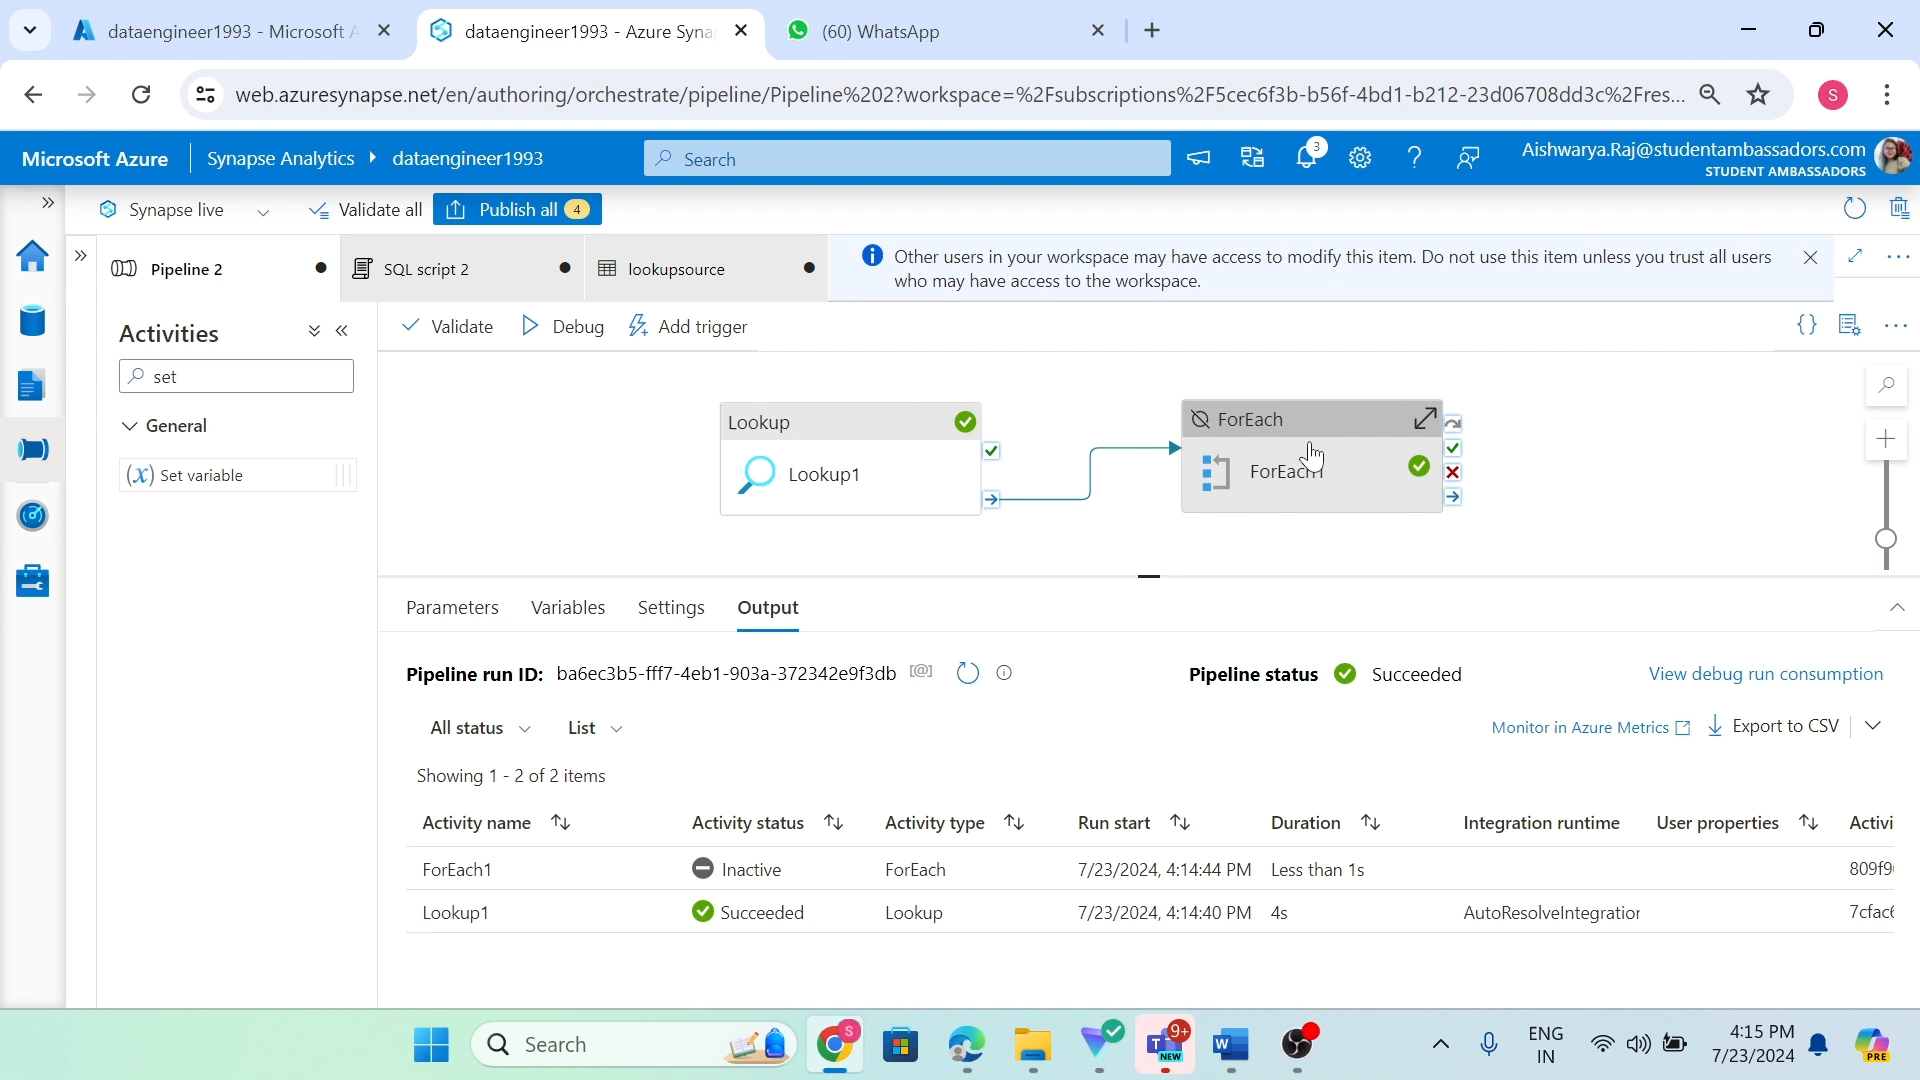 dataengineer1993 - Microsoft A
dataengineer1993 - Azure Syna
(60) WhatsApp
web.azuresynapse.net/en/authoring/orchestrate/pipeline/Pipeline%202?workspace=%2Fsubscriptions%2F5cec6f3b-b56f-4bd1-b212-23d06708dd3c%2Fres...
S
Microsoft Azure
Synapse Analytics
dataengineer1993
Search
3
Aishwarya.Raj@studentambassadors.com
STUDENT AMBASSADORS
Synapse live
Validate all
Publish all
4
Pipeline 2
SQL script 2
lookupsource
Other users in your workspace may have access to modify this item. Do not use this item unless you trust all users
who may have access to the workspace.
Activities
Validate
Debug
Add trigger
set
General
(x) Set variable
Lookup
Lookup1
ForEach
ForEach1
Parameters
Variables
Settings
Output
Pipeline run ID: ba6ec3b5-fff7-4eb1-903a-372342e9f3db
Pipeline status
Succeeded
View debug run consumption
All status
List
Monitor in Azure Metrics
Export to CSV
Showing 1 - 2 of 2 items
Activity name
Activity status
Activity type
Run start
Duration
Integration runtime
User properties
Activi
ForEach1
Inactive
ForEach
7/23/2024, 4:14:44 PM
Less than 1s
809f9
Lookup1
Succeeded
Lookup
7/23/2024, 4:14:40 PM
4s
AutoResolveIntegration
7cfac6
Search
S
9+
NEW
ENG
IN
4:15 PM
7/23/2024
PRE